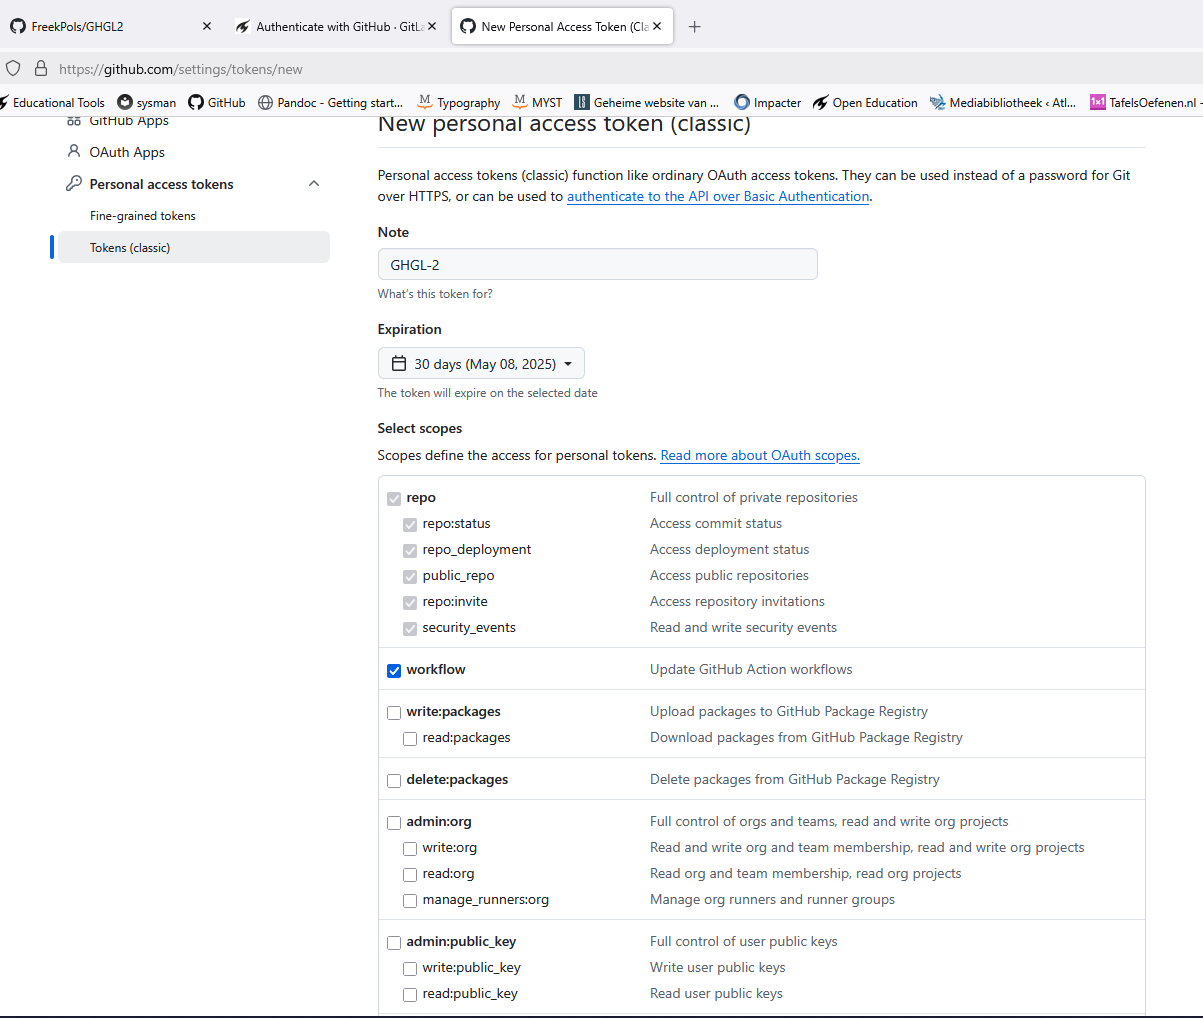 FreekPols/GHGL2
Authenticate with GitHub · GitLa
New Personal Access Token (Cla
https://github.com/settings/tokens/new
Educational Tools
sysman
GitHub
Pandoc - Getting start...
Typography
MYST
Geheime website van ...
Impacter
Open Education
Mediabibliotheek ‹ Atl...
1x1
TafelsOefenen.nl -
GitHub Apps
OAuth Apps
Personal access tokens
Fine-grained tokens
Tokens (classic)
New personal access token (classic)
Personal access tokens (classic) function like ordinary OAuth access tokens. They can be used instead of a password for Git
over HTTPS, or can be used to authenticate to the API over Basic Authentication.
Note
GHGL-2
What's this token for?
Expiration
30 days (May 08, 2025)
The token will expire on the selected date
Select scopes
Scopes define the access for personal tokens. Read more about OAuth scopes.
repo Full control of private repositories
repo:status Access commit status
repo_deployment Access deployment status
public_repo Access public repositories
repo:invite Access repository invitations
security_events Read and write security events
workflow Update GitHub Action workflows
write:packages Upload packages to GitHub Package Registry
read:packages Download packages from GitHub Package Registry
delete:packages Delete packages from GitHub Package Registry
admin:org Full control of orgs and teams, read and write org projects
write:org Read and write org and team membership, read and write org projects
read:org Read org and team membership, read org projects
manage_runners:org Manage org runners and runner groups
admin:public_key Full control of user public keys
write:public_key Write user public keys
read:public_key Read user public keys